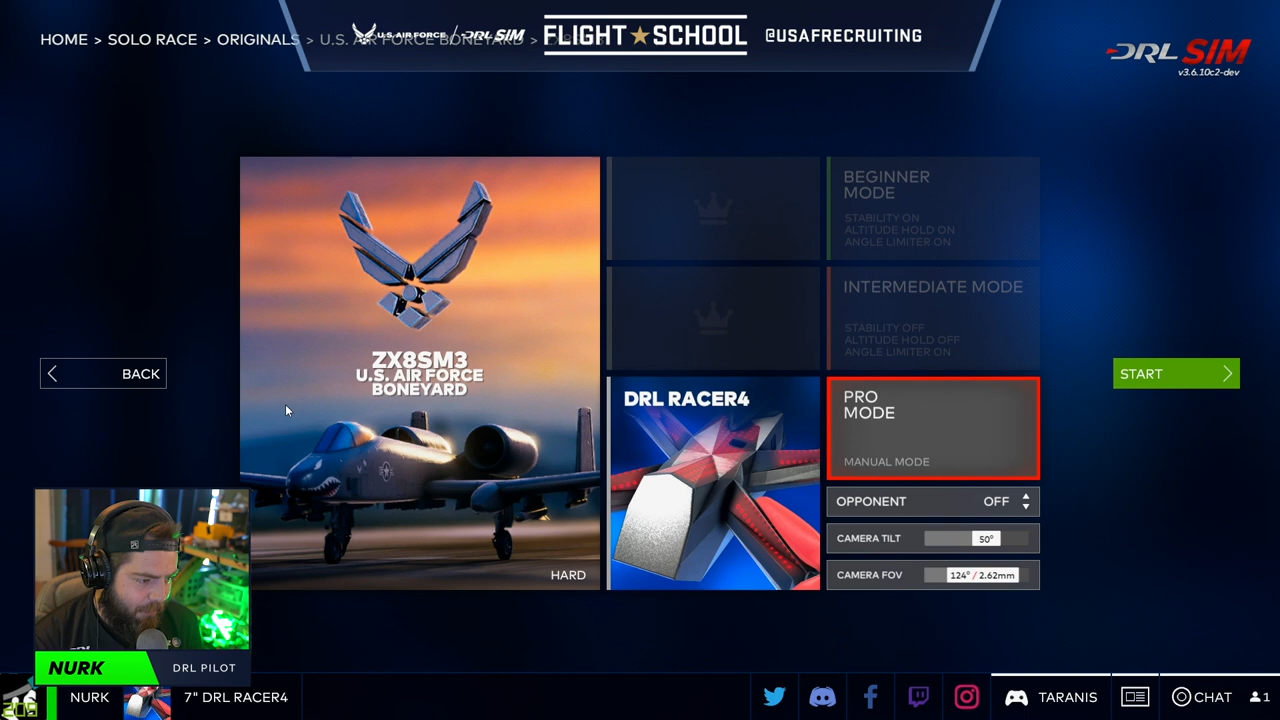 HOME > SOLO RACE > ORIGINALS > U.S. AIR FORCE BONEYARD >
U.S. AIR FORCE / DRL SIM
FLIGHT SCHOOL
@USAFRECRUITING
DRL SIM
v3.6.10c2-dev
ZX8SM3
U.S. AIR FORCE
BONEYARD
HARD
DRL RACER4
BEGINNER
MODE
STABILITY ON
ALTITUDE HOLD ON
ANGLE LIMITER ON
INTERMEDIATE MODE
STABILITY OFF
ALTITUDE HOLD OFF
ANGLE LIMITER ON
PRO
MODE
MANUAL MODE
OPPONENT OFF
CAMERA TILT 50°
CAMERA FOV 124° / 2.62mm
BACK
START
NURK DRL PILOT
209
NURK
7" DRL RACER4
TARANIS
CHAT
1